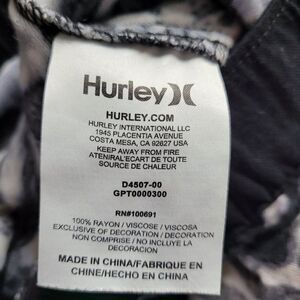 Hurley
HURLEY.COM
HURLEY INTERNATIONAL LLC
1945 PLACENTIA AVENUE
COSTA MESA, CA 92627 USA
KEEP AWAY FROM FIRE
ATENIRAL'ECART DE TOUTE
SOURCE DE CHALEUR
D4507-00
GPT0000300
RN#100691
100% RAYON / VISCOSE / VISCOSA
EXCLUSIVE OF DECORATION / DECORATION
NON COMPRISE / NO INCLUYE LA
DECORACION
MADE IN CHINA/FABRIQUE EN
CHINE/HECHO EN CHINA